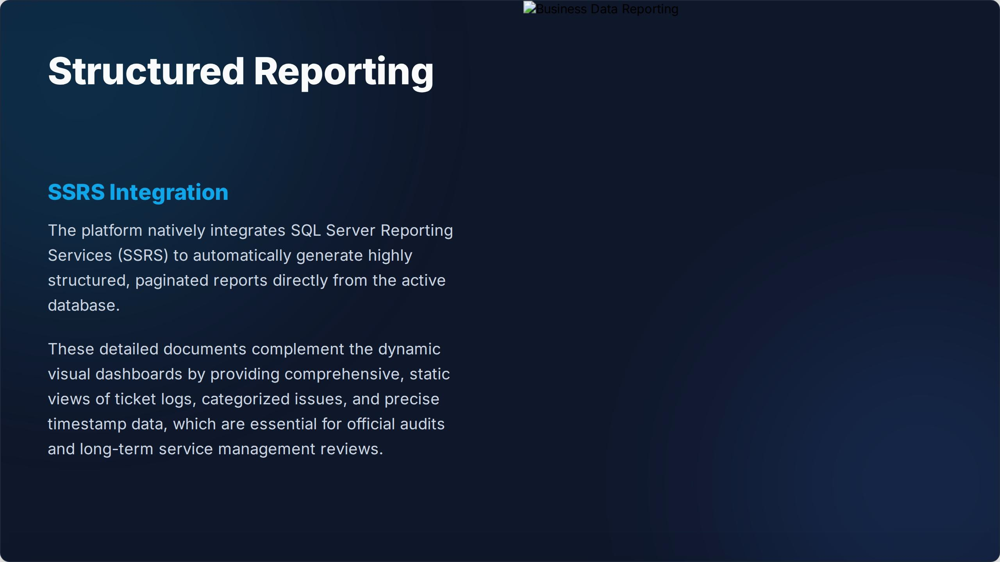 Business Data Reporting
Structured Reporting
SSRS Integration
The platform natively integrates SQL Server Reporting
Services (SSRS) to automatically generate highly
structured, paginated reports directly from the active
database.
These detailed documents complement the dynamic
visual dashboards by providing comprehensive, static
views of ticket logs, categorized issues, and precise
timestamp data, which are essential for official audits
and long-term service management reviews.